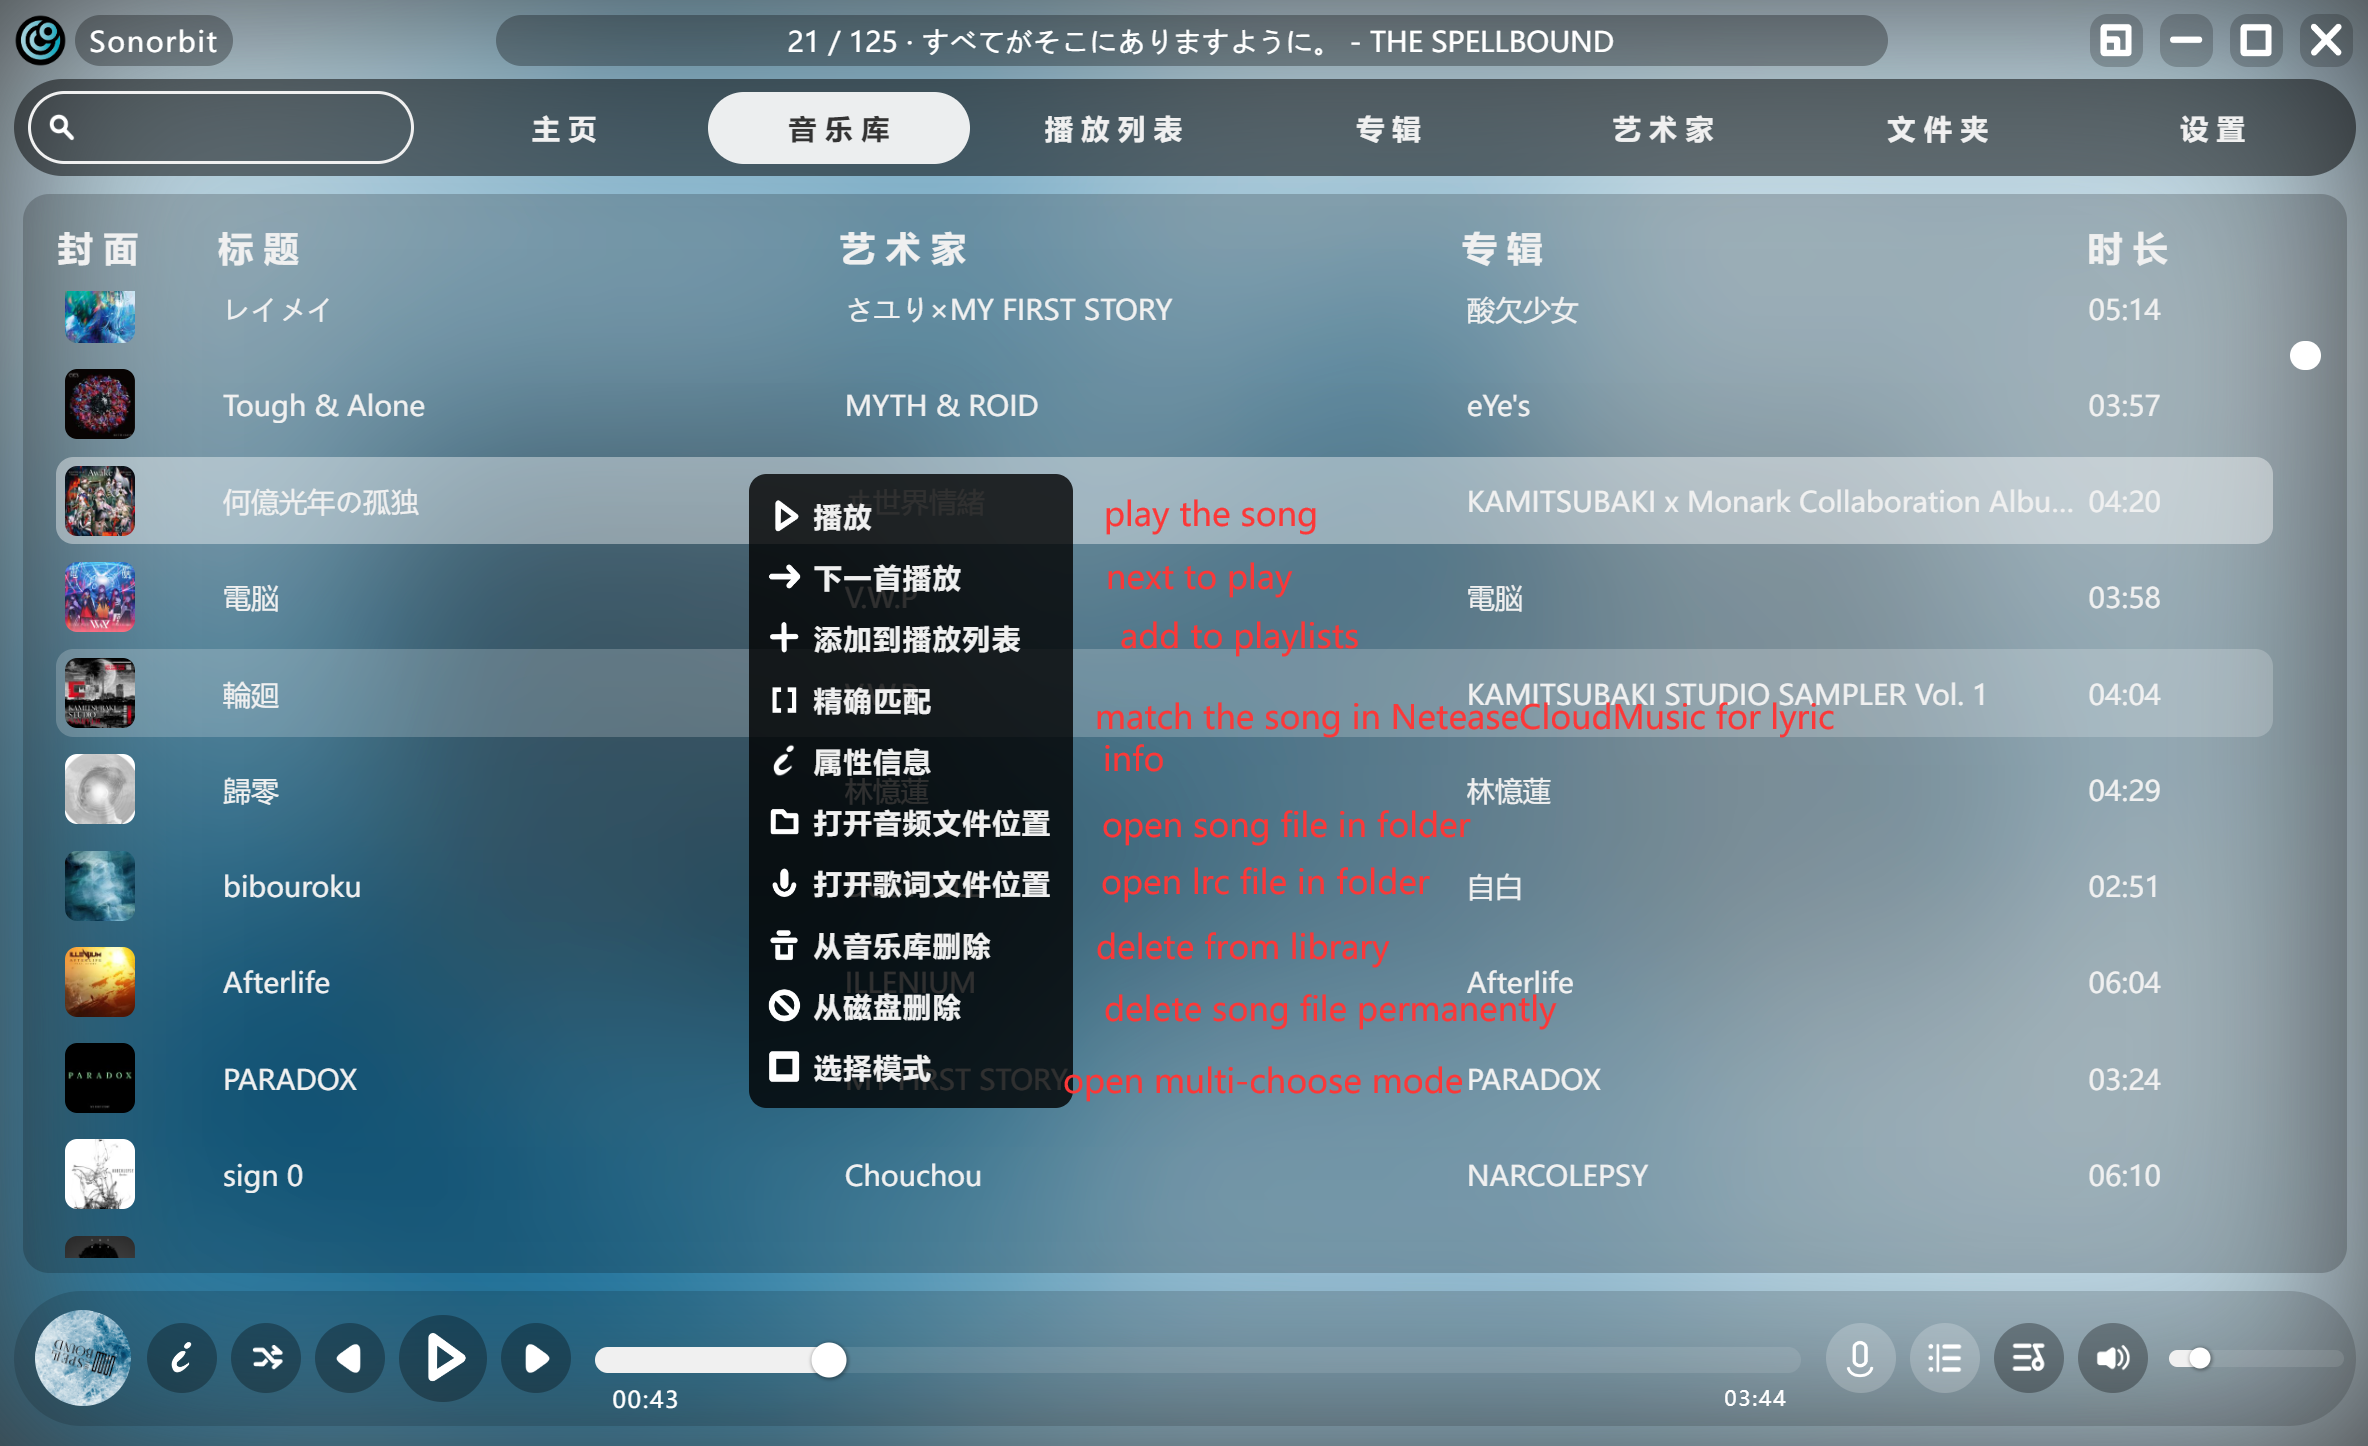 Sonorbit
21 / 125 · すべてがそこにありますように。 - THE SPELLBOUND
主页 音乐库 播放列表 专辑 艺术家 文件夹 设置
封面 标题 艺术家 专辑 时长
レイメイ さユり×MY FIRST STORY 酸欠少女 05:14
Tough & Alone MYTH & ROID eYe's 03:57
何億光年の孤独 ヰ世界情緒 KAMITSUBAKI x Monark Collaboration Albu... 04:20
播放 play the song
下一首播放 next to play
電脳 V.W.P 電脳 03:58
添加到播放列表 add to playlists
輪廻 V.W.P KAMITSUBAKI STUDIO SAMPLER Vol. 1 04:04
精确匹配 match the song in NeteaseCloudMusic for lyric
info
属性信息
歸零 林憶蓮 林憶蓮 04:29
打开音频文件位置 open song file in folder
打开歌词文件位置 open lrc file in folder
bibouroku 自白 02:51
从音乐库删除 delete from library
Afterlife ILLENIUM Afterlife 06:04
从磁盘删除 delete song file permanently
选择模式 open multi-choose mode
PARADOX MY FIRST STORY PARADOX 03:24
PARADOX
sign 0 Chouchou NARCOLEPSY 06:10
00:43 03:44